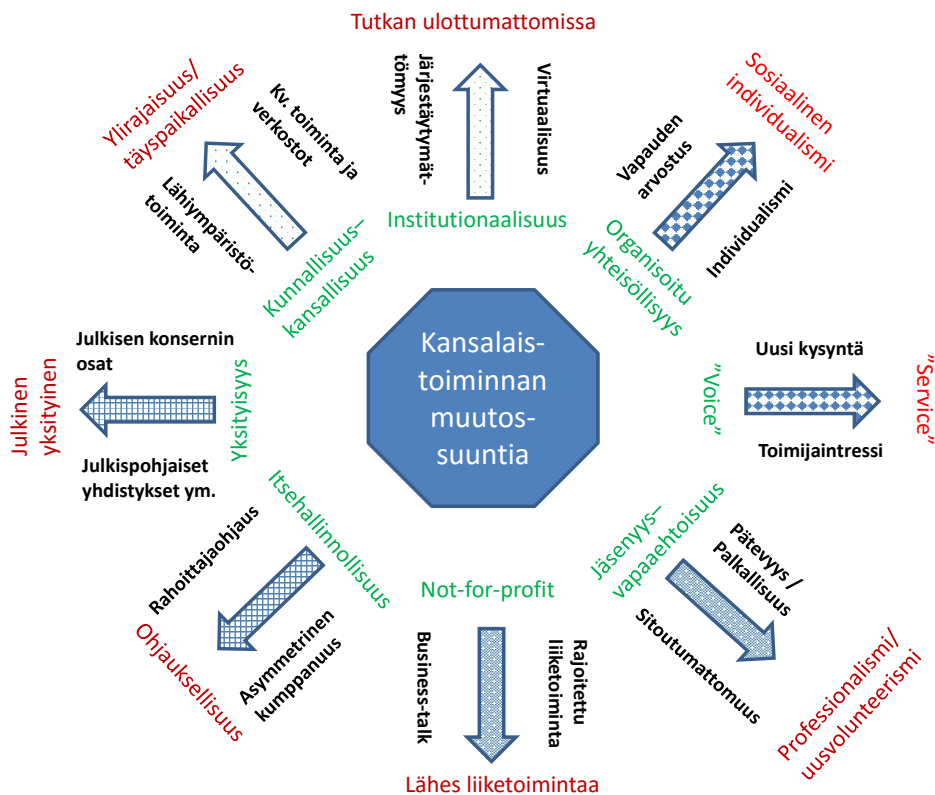 Tutkan ulottumattomissa
Järjestäytymät-
tömyys
Virtuaalisuus
Institutionaalisuus
Sosiaalinen
individualismi
Vapauden
arvostus
Individualismi
Organisoitu
yhteisöllisyys
Uusi kysyntä
"Voice"
"Service"
Toimijaintressi
Jäsenyys–
vapaaehtoisuus
Pätevyys /
Palkallisuus
Sitoutumattomuus
Professionalismi/
uusvolunteerismi
Not-for-profit
Rajoitettu
liiketoiminta
Business-talk
Lähes liiketoimintaa
Itsehallinnollisuus
Rahoittajaohjaus
Asymmetrinen
kumppanuus
Ohjauksellisuus
Yksityisyys
Julkisen konsernin
osat
Julkispohjaiset
yhdistykset ym.
Julkinen
yksityinen
Kunnallisuus–
kansallisuus
Lähiympäristö-
toiminta
Kv. toiminta ja
verkostot
Ylirajaisuus/
täyspaikallisuus
Kansalais-
toiminnan
muutos-
suuntia